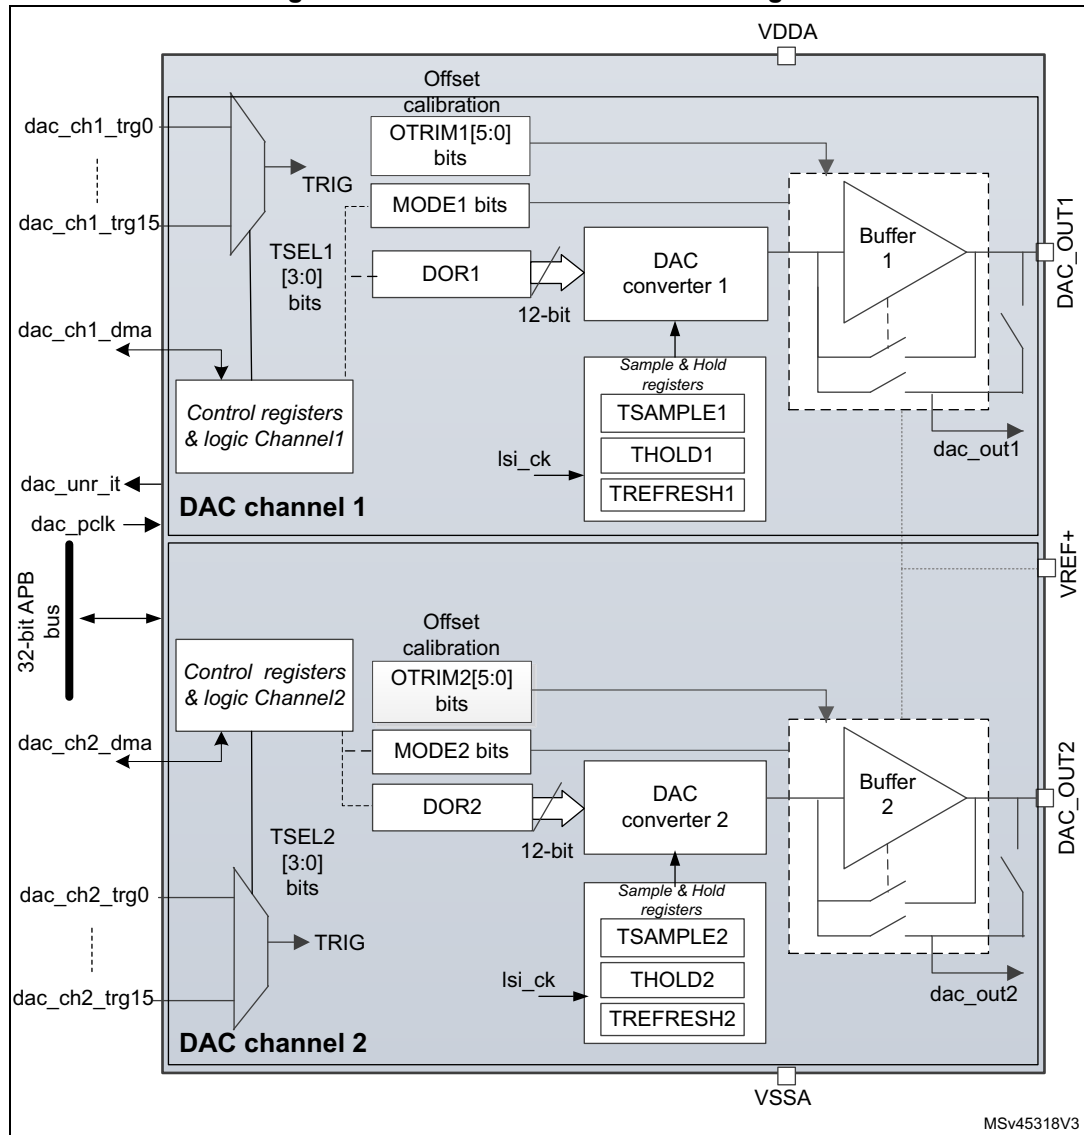 VDDA
Offset
calibration
dac_ch1_trg0
OTRIM1[5:0]
bits
TRIG
MODE1 bits
dac_ch1_trg15
TSEL1
[3:0]
bits
DOR1
12-bit
DAC
converter 1
Buffer
1
DAC_OUT1
dac_ch1_dma
Control registers
& logic Channel1
Sample & Hold
registers
TSAMPLE1
THOLD1
TREFRESH1
lsi_ck
dac_out1
dac_unr_it
DAC channel 1
dac_pclk
VREF+
32-bit APB
bus
Offset
calibration
Control registers
& logic Channel2
OTRIM2[5:0]
bits
dac_ch2_dma
MODE2 bits
DOR2
12-bit
DAC
converter 2
Buffer
2
DAC_OUT2
TSEL2
[3:0]
bits
dac_ch2_trg0
TRIG
dac_ch2_trg15
Sample & Hold
registers
TSAMPLE2
THOLD2
TREFRESH2
lsi_ck
dac_out2
DAC channel 2
VSSA
MSv45318V3